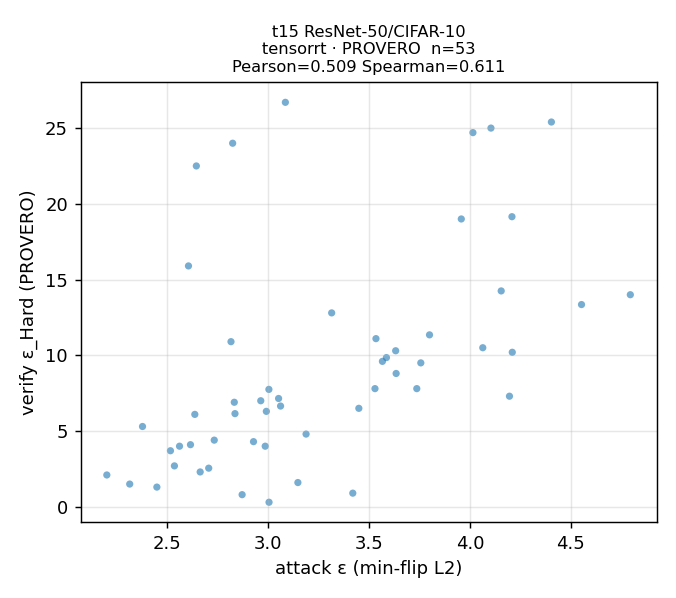 t15 ResNet-50/CIFAR-10
tensorrt · PROVERO  n=53
Pearson=0.509 Spearman=0.611
verify ε_Hard (PROVERO)
25
20
15
10
5
0
2.5 3.0 3.5 4.0 4.5
attack ε (min-flip L2)